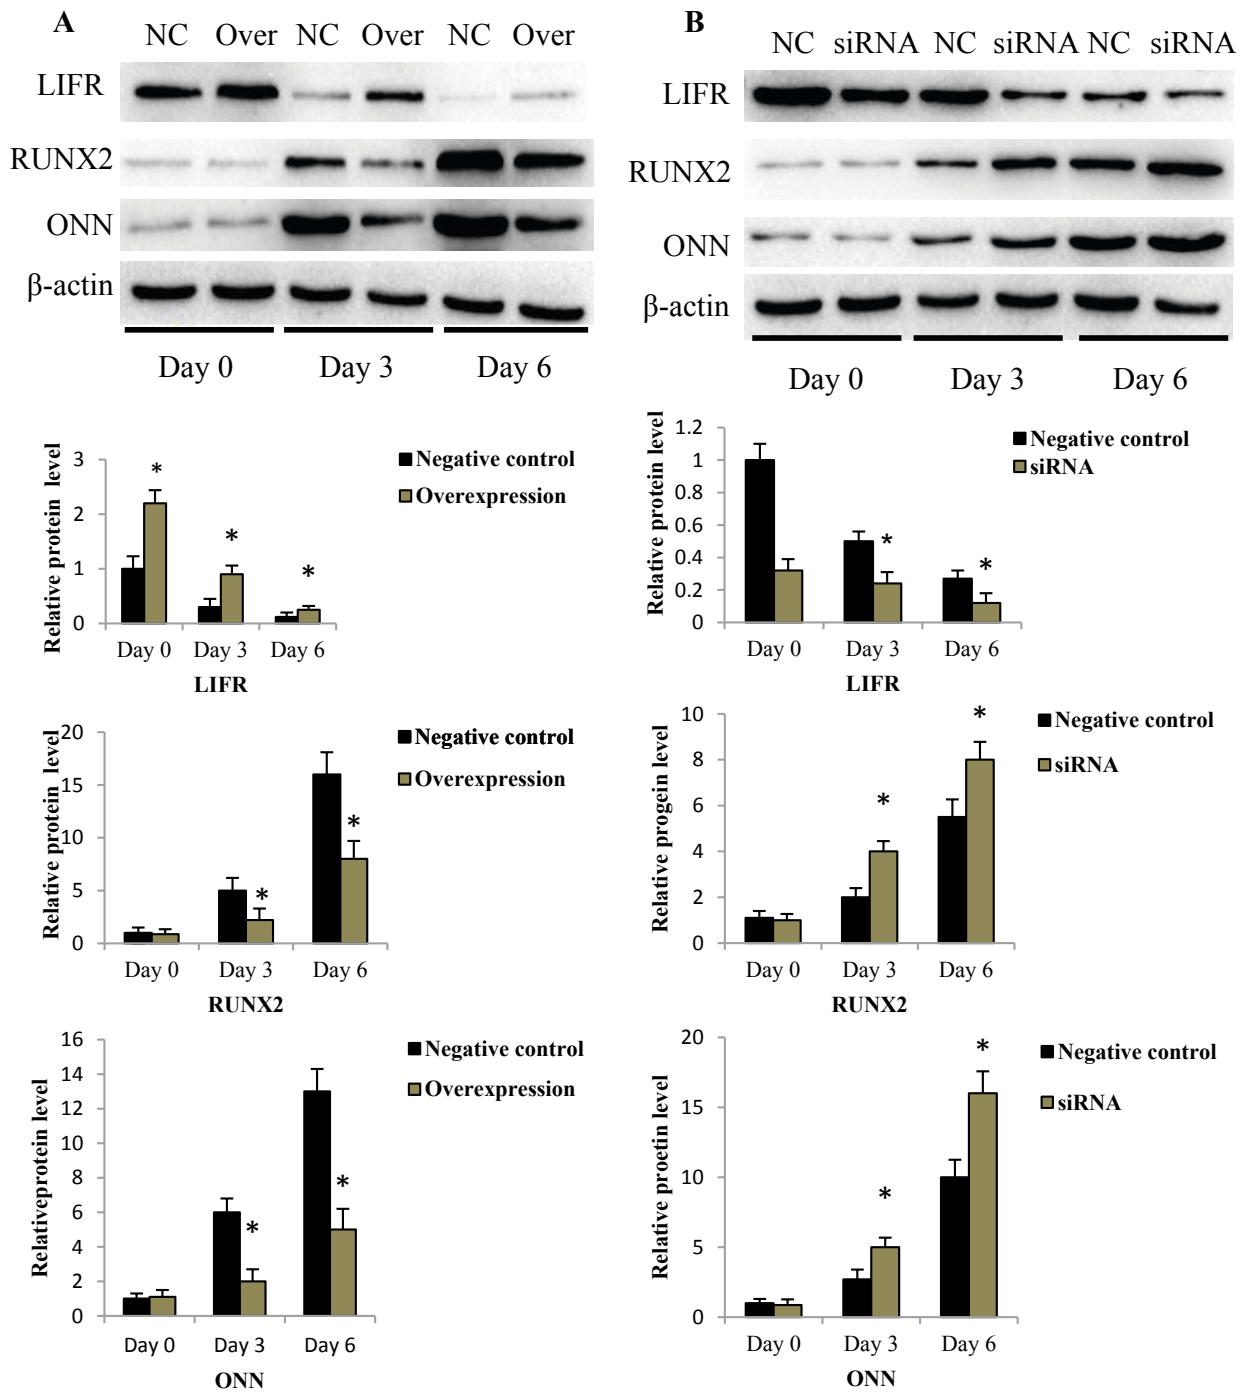 A
NC Over NC Over NC Over
LIFR
RUNX2
ONN
β-actin
Day 0 Day 3 Day 6
B
NC siRNA NC siRNA NC siRNA
LIFR
RUNX2
ONN
β-actin
Day 0 Day 3 Day 6
Relative protein level
3
2
1
0
* * *
Negative control
Overexpression
Day 0 Day 3 Day 6
LIFR
Relative protein level
1.2
1
0.8
0.6
0.4
0.2
0
* *
Negative control
siRNA
Day 0 Day 3 Day 6
LIFR
Relative protein level
20
15
10
5
0
* *
Negative control
Overexpression
Day 0 Day 3 Day 6
RUNX2
Relative progein level
10
8
6
4
2
0
* *
Negative control
siRNA
Day 0 Day 3 Day 6
RUNX2
Relativeprotein level
16
14
12
10
8
6
4
2
0
* *
Negative control
Overexpression
Day 0 Day 3 Day 6
ONN
Relative proetin level
20
15
10
5
0
* *
Negative control
siRNA
Day 0 Day 3 Day 6
ONN